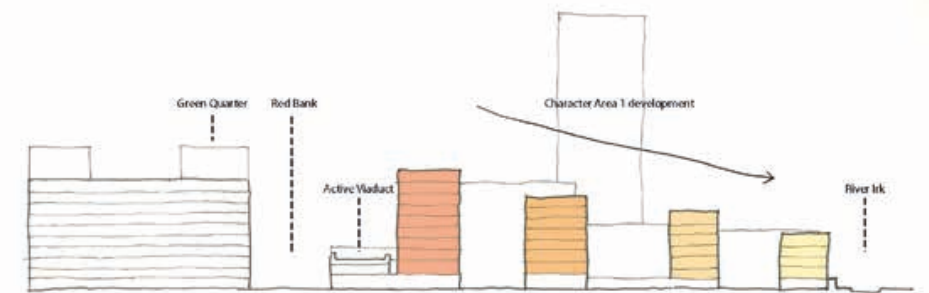 Green Quarter
Red Bank
Character Area 1 development
Active Viaduct
River Irk